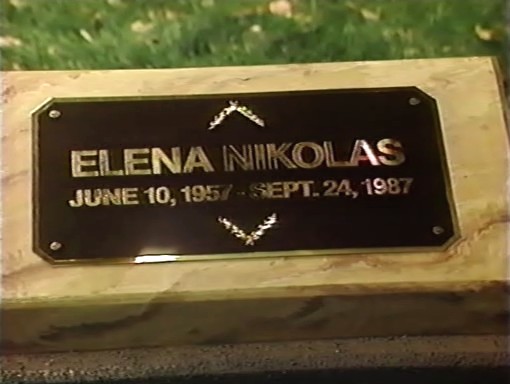 ELENA NIKOLAS
JUNE 10, 1957 - SEPT. 24, 1987